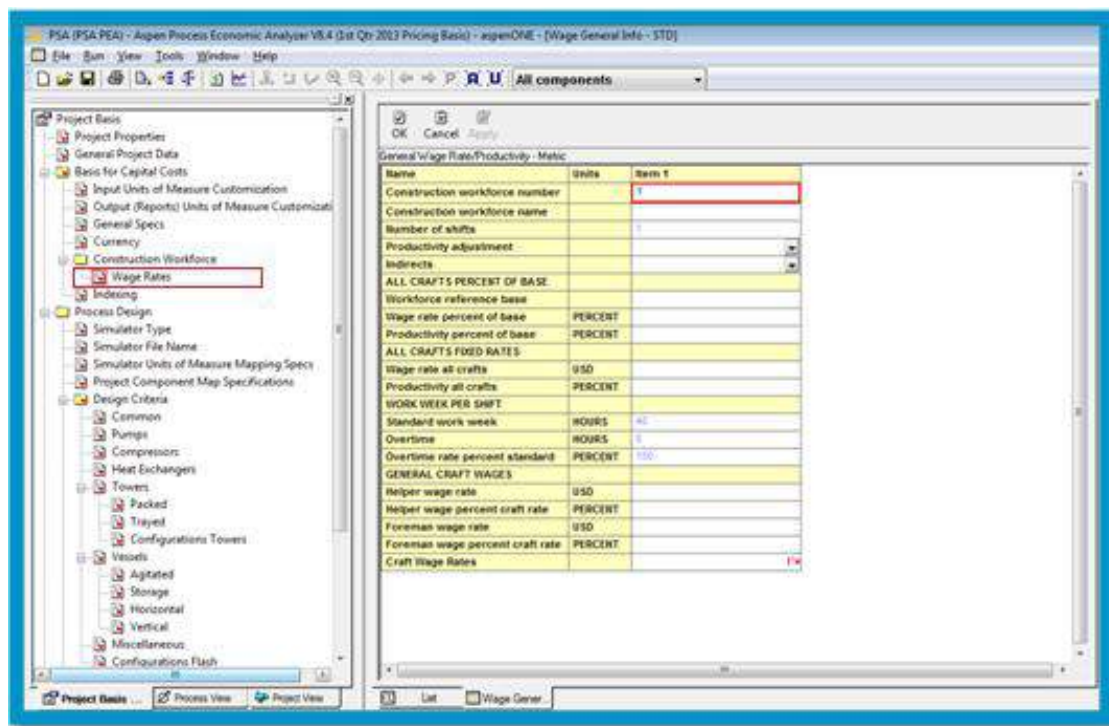 PSA (PSA PEA) - Aspen Process Economic Analyzer V8.4 (1st Qtr 2013 Pricing Basis) - aspenONE - [Wage General Info - STD]
File Run View Tools Window Help
All components
Project Basis
Project Properties
General Project Data
Basis for Capital Costs
Input Units of Measure Customization
Output (Reports) Units of Measure Customizati
General Specs
Currency
Construction Workforce
Wage Rates
Indexing
Process Design
Simulator Type
Simulator File Name
Simulator Units of Measure Mapping Specs
Project Component Map Specifications
Design Criteria
Common
Pumps
Compressors
Heat Exchangers
Towers
Packed
Trayed
Configurations Towers
Vessels
Agitated
Storage
Horizontal
Vertical
Miscellaneous
Configurations Flash
Project Basis ... Process View Project View
OK Cancel Apply
General Wage Rate/Productivity - Metric
Name Units Item 1
Construction workforce number 1
Construction workforce name
Number of shifts 1
Productivity adjustment
Indirects
ALL CRAFTS PERCENT OF BASE
Workforce reference base
Wage rate percent of base PERCENT
Productivity percent of base PERCENT
ALL CRAFTS FIXED RATES
Wage rate all crafts USD
Productivity all crafts PERCENT
WORK WEEK PER SHIFT
Standard work week HOURS 40
Overtime HOURS
Overtime rate percent standard PERCENT
GENERAL CRAFT WAGES
Helper wage rate USD
Helper wage percent craft rate PERCENT
Foreman wage rate USD
Foreman wage percent craft rate PERCENT
Craft Wage Rates
List Wage Gener